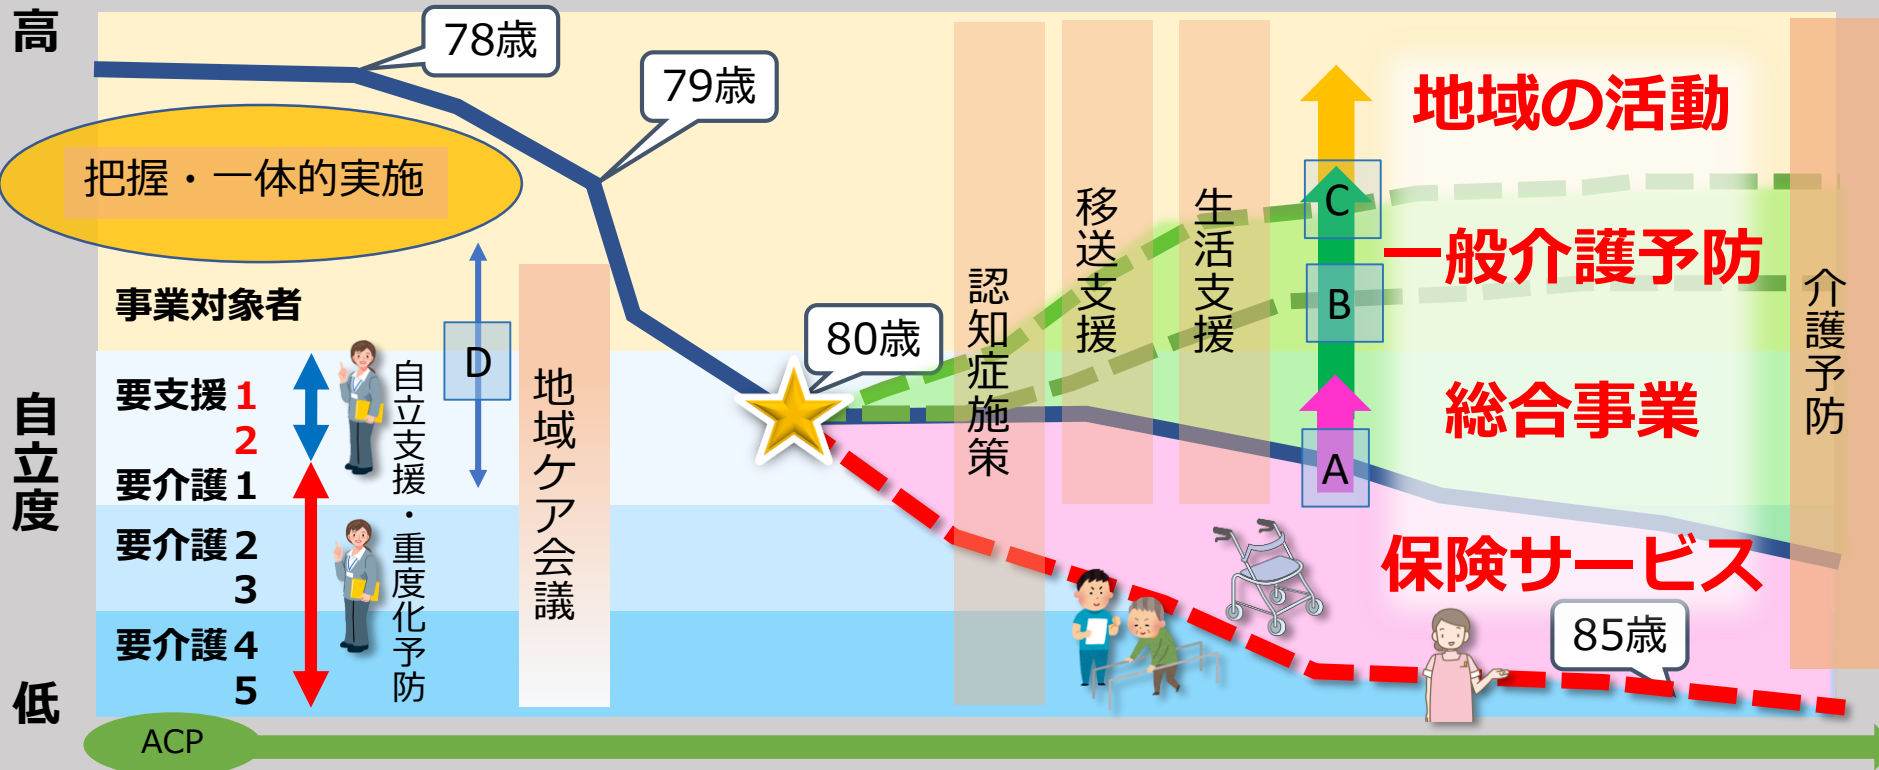 高
自立度
低
78歳
79歳
80歳
85歳
把握・一体的実施
事業対象者
要支援1
2
要介護1
要介護2
3
要介護4
5
自立支援・重度化予防
D
地域ケア会議
認知症施策
移送支援
生活支援
C
B
A
地域の活動
一般介護予防
総合事業
保険サービス
介護予防
ACP